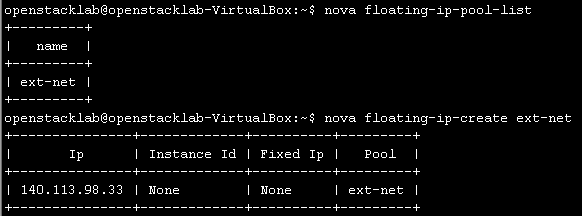 openstacklab@openstacklab-VirtualBox:~$ nova floating-ip-pool-list
+---------+
|  name   |
+---------+
| ext-net |
+---------+
openstacklab@openstacklab-VirtualBox:~$ nova floating-ip-create ext-net
+---------------+-------------+----------+---------+
|       Ip      | Instance Id | Fixed Ip |   Pool  |
+---------------+-------------+----------+---------+
| 140.113.98.33 | None        | None     | ext-net |
+---------------+-------------+----------+---------+